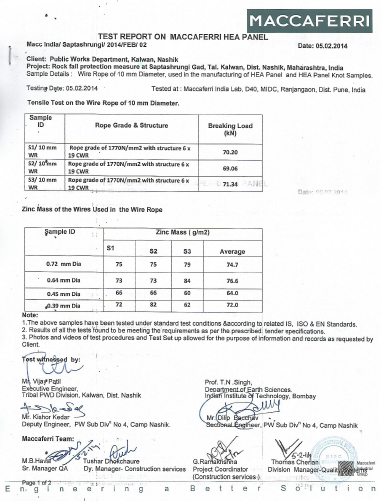 MACCAFERRI
TEST REPORT ON MACCAFERRI HEA PANEL
Macc India/ Saptashrungi/ 2014/FEB/ 02 Date: 05.02.2014
Client: Public Works Department, Kalwan, Nashik
Project: Rock fall protection measure at Saptashrungi Gad, Tal. Kalwan, Dist. Nashik, Maharashtra, India
Sample Details : Wire Rope of 10 mm Diameter, used in the manufacturing of HEA Panel and HEA Panel Knot Samples.
Testing Date: 05.02.2014 Tested at : Maccaferri India Lab, D40, MIDC, Ranjangaon, Dist. Pune, India
Tensile Test on the Wire Rope of 10 mm Diameter.
Sample ID Rope Grade & Structure Breaking Load (kN)
S1/ 10 mm WR Rope grade of 1770N/mm2 with structure 6 x 19 CWR 70.20
S2/ 10 mm WR Rope grade of 1770N/mm2 with structure 6 x 19 CWR 69.06
S3/ 10 mm WR Rope grade of 1770N/mm2 with structure 6 x 19 CWR 71.34
Zinc Mass of the Wires Used in the Wire Rope
Sample ID Zinc Mass ( g/m2)
S1 S2 S3 Average
0.72 mm Dia 75 75 79 74.7
0.64 mm Dia 73 73 84 76.6
0.45 mm Dia 66 66 60 64.0
0.39 mm Dia 72 82 62 72.0
Note:
1.The above samples have been tested under standard test conditions &according to related IS, ISO & EN Standards.
2. Results of all the tests found to be meeting the requirements as per the prescribed tender specifications.
3. Photos and videos of test procedures and Test Set up allowed for the purpose of information and records as requested by
Client.
Test witnessed by:
Mr. Vijay Patil Prof. T.N .Singh,
Executive Engineer, Department of Earth Sciences.
Tribal PWD Division, Kalwan, Dist. Nashik Indian Institute of Technology, Bombay
Mr. Kishor Kedar Mr. Dilip
Deputy Engineer, PW Sub Div No 4, Camp Nashik. Sectional Engineer, PW Sub Div No 4, Camp Nashik.
Maccaferri Team:
Tushar G.Ramakrishna Thomas Cherian
Sr. Manager QA Dy. Manager- Construction services Project Coordinator Division Manager-Quality
(Construction Services)
Page 1 of 2
Engineering a Better Solution